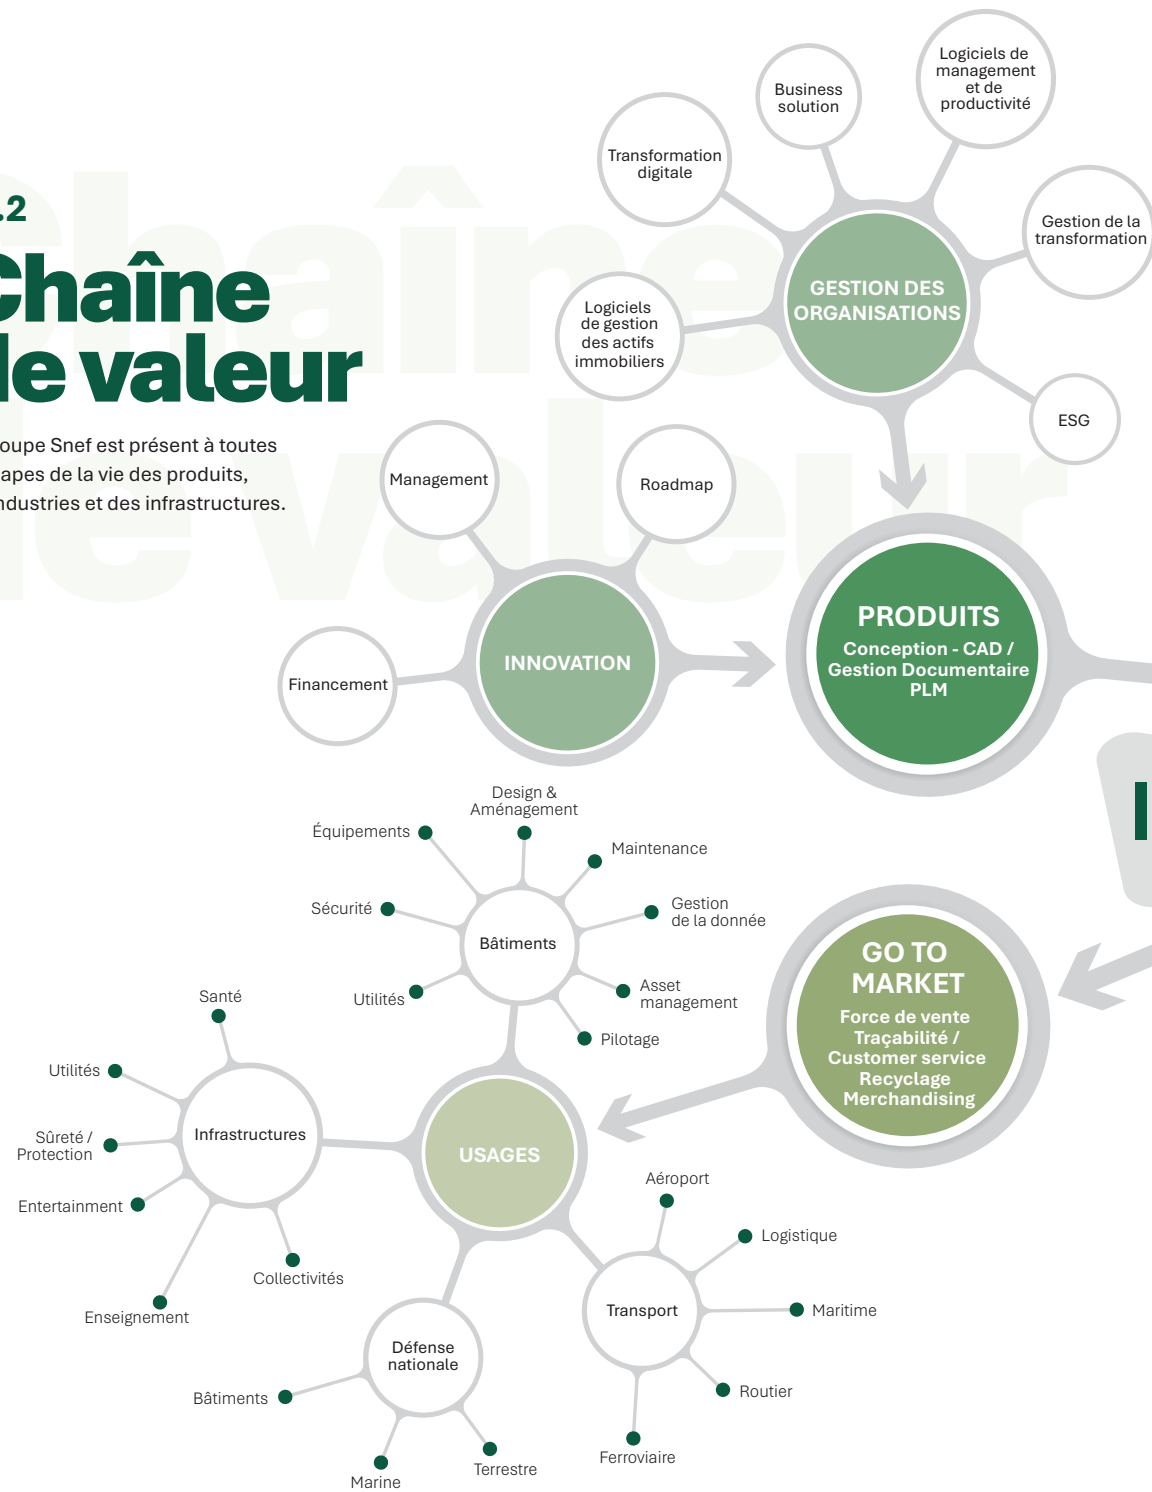 .2
Chaîne
de valeur
oupe Snef est présent à toutes
apes de la vie des produits,
ndustries et des infrastructures.
Logiciels de
management
et de
productivité
Business
solution
Transformation
digitale
Gestion de la
transformation
GESTION DES
ORGANISATIONS
Logiciels
de gestion
des actifs
immobiliers
ESG
Management
Roadmap
Financement
INNOVATION
PRODUITS
Conception - CAD /
Gestion Documentaire
PLM
Design &
Aménagement
Équipements
Maintenance
Sécurité
Gestion
de la donnée
Bâtiments
Utilités
Asset
management
Pilotage
GO TO
MARKET
Force de vente
Traçabilité /
Customer service
Recyclage
Merchandising
Santé
Utilités
Sûreté /
Protection
Infrastructures
Entertainment
Collectivités
Enseignement
USAGES
Aéroport
Logistique
Transport
Maritime
Routier
Ferroviaire
Défense
nationale
Bâtiments
Marine
Terrestre
Chaîne
de valeur